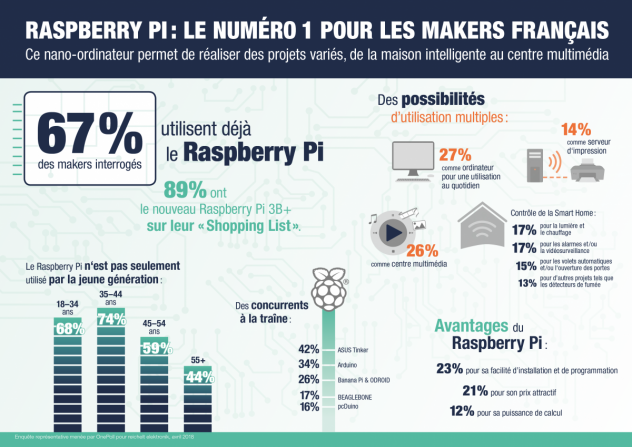 RASPBERRY PI : LE NUMÉRO 1 POUR LES MAKERS FRANÇAIS
Ce nano-ordinateur permet de réaliser des projets variés, de la maison intelligente au centre multimédia
67%
des makers interrogés
utilisent déjà
le Raspberry Pi
89% ont
le nouveau Raspberry Pi 3B+
sur leur « Shopping List ».
Des possibilités
d'utilisation multiples :
27%
comme ordinateur
pour une utilisation
au quotidien
14%
comme serveur
d'impression
26%
comme centre multimédia
Contrôle de la Smart Home :
17% pour la lumière et
le chauffage
17% pour les alarmes et/ou
la vidéosurveillance
15% pour les volets automatiques
et/ou l'ouverture des portes
13% pour d'autres projets tels que
les détecteurs de fumée
Le Raspberry Pi n'est pas seulement
utilisé par la jeune génération :
18–34
ans
68%
35–44
ans
74%
45–54
ans
59%
55+
44%
Des concurrents
à la traîne :
®
42% ASUS Tinker
34% Arduino
26% Banana Pi & ODROID
17% BEAGLEBONE
16% pcDuino
Avantages du
Raspberry Pi :
23% pour sa facilité d'installation et de programmation
21% pour son prix attractif
12% pour sa puissance de calcul
Enquête représentative menée par OnePoll pour reichelt elektronik, avril 2018